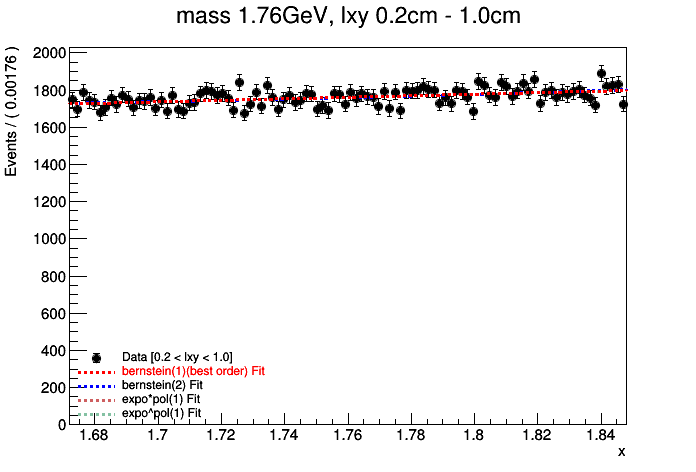 mass 1.76GeV, lxy 0.2cm - 1.0cm
Events / ( 0.00176 )
2000
1800
1600
1400
1200
1000
800
600
400
200
0
Data [0.2 < lxy < 1.0]
bernstein(1)(best order) Fit
bernstein(2) Fit
expo*pol(1) Fit
expo^pol(1) Fit
1.68 1.7 1.72 1.74 1.76 1.78 1.8 1.82 1.84
x